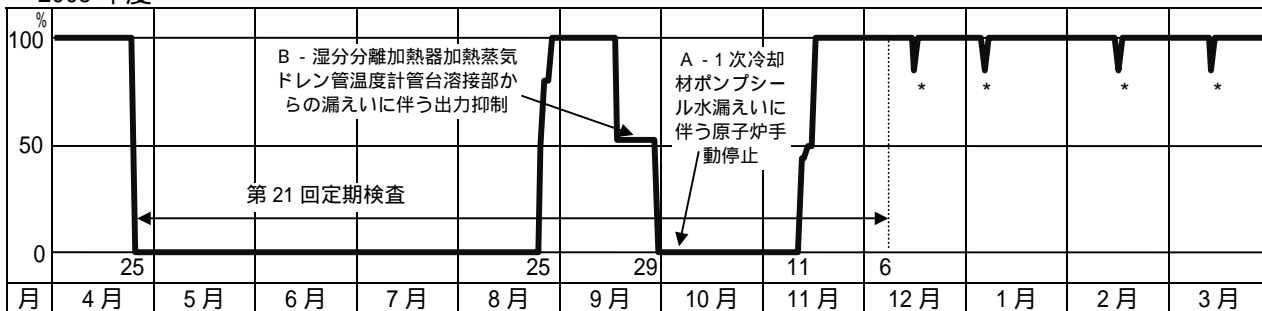 %
100
50
0
B - 湿分分離加熱器加熱蒸気
ドレン管温度計管台溶接部か
らの漏えいに伴う出力抑制
A - 1 次冷却
材ポンプシー
ル水漏えいに
伴う原子炉手
動停止
第 21 回定期検査
* * * *
25 25 29 11 6
月 4 月 5 月 6 月 7 月 8 月 9 月 10 月 11 月 12 月 1 月 2 月 3 月